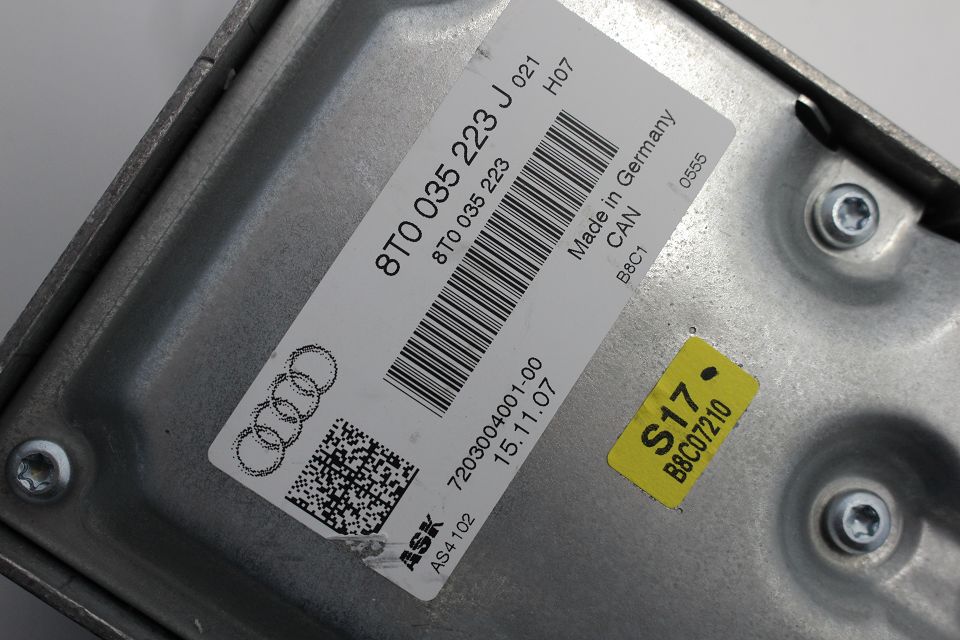 8T0 035 223 J 021
H07
8T0 035 223
Made in Germany
CAN
B8C1
0555
7203004001-00
15.11.07
ASK
AS4102
S17
B8C07210